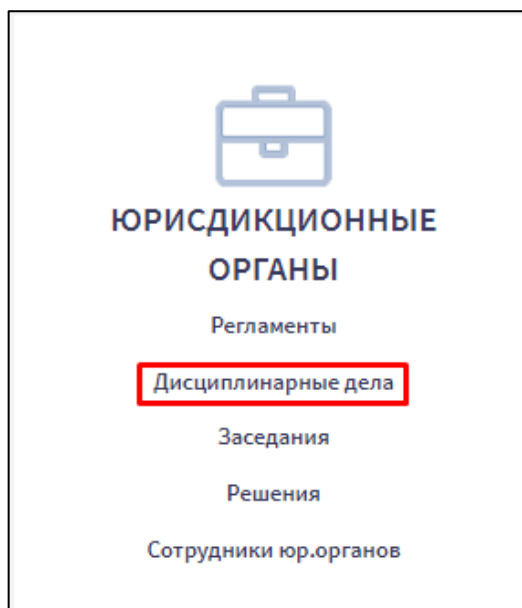 ЮРИСДИКЦИОННЫЕ
ОРГАНЫ
Регламенты
Дисциплинарные дела
Заседания
Решения
Сотрудники юр.органов